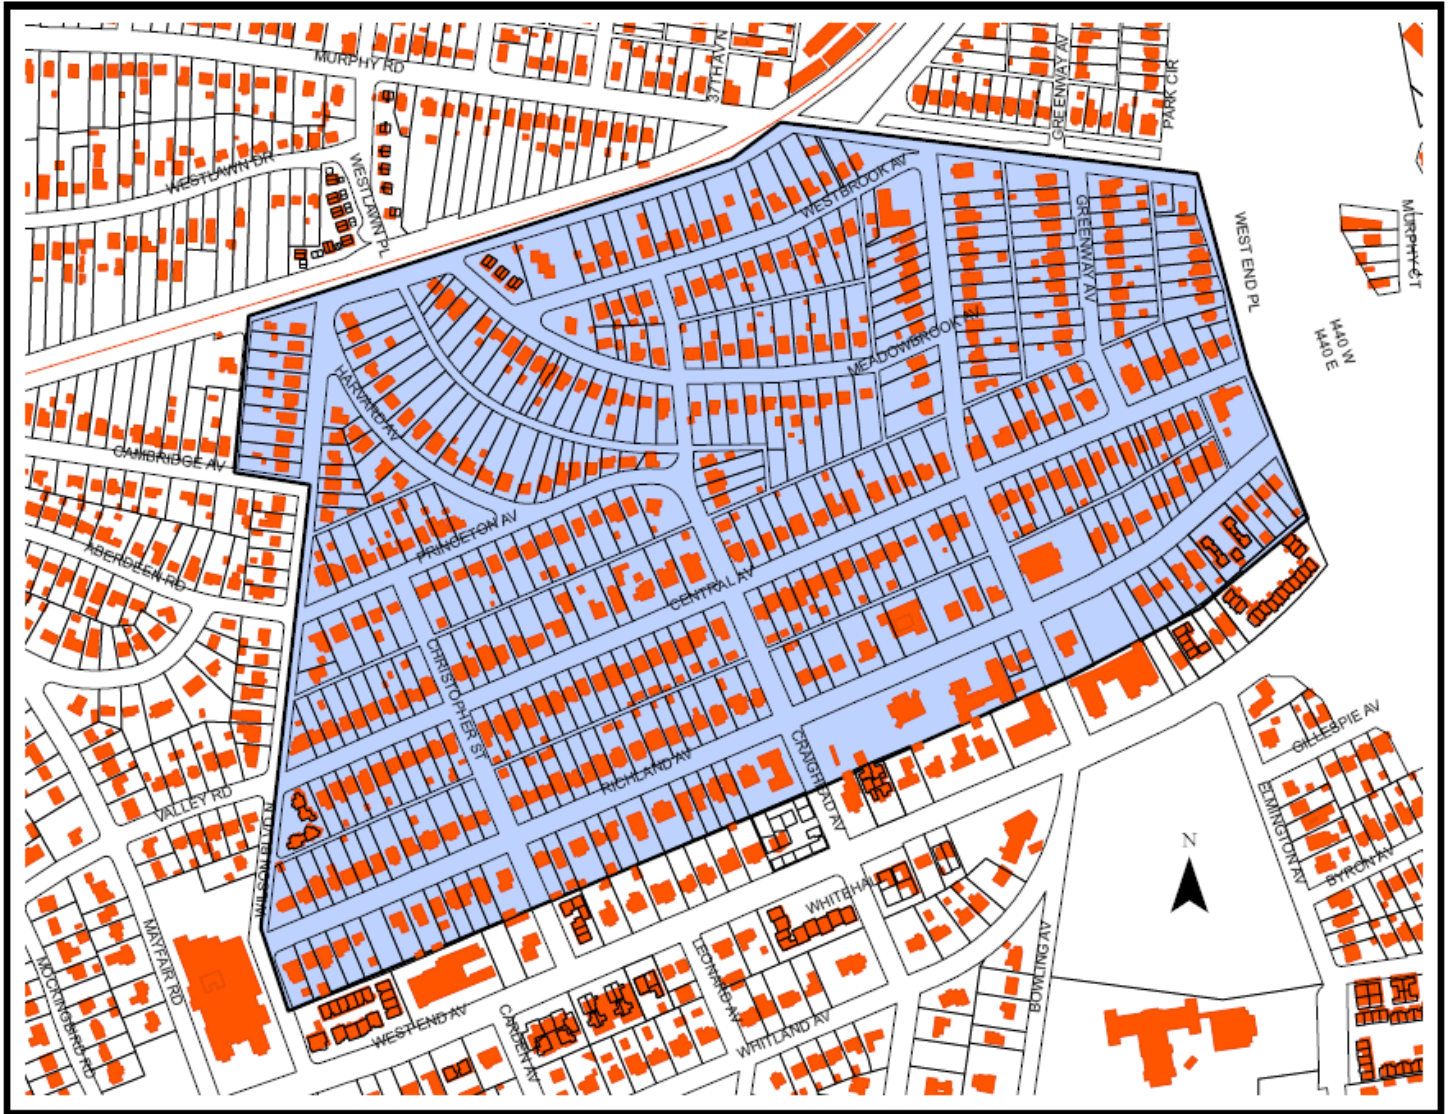 MURPHY RD
37TH AV N
GREENWAY AV
PARK CIR
WESTLAWN DR
WESTLAWN PL
WESTBROOK AV
GREENWAY AV
WEST END PL
MURPHY CT
I440 W
I440 E
MEADOWBROOK AV
HARVARD AV
CAMBRIDGE AV
PRINCETON AV
ABERDEEN RD
CENTRAL AV
CHRISTOPHER ST
GILLESPIE AV
CRAIGHEAD AV
RICHLAND AV
VALLEY RD
WILSON BLVD N
ELMINGTON AV
N
BYRON AV
WHITEHALL
MAYFAIR RD
BOWLING AV
LEONARD AV
MOCKINGBIRD RD
WEST END AV
CAMDEN AV
WHITLAND AV